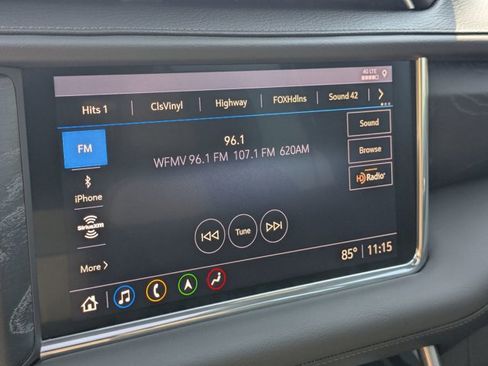 4G LTE
Hits 1 ClsVinyl Highway FOXHdlns Sound 42 >
FM
96.1
WFMV 96.1 FM 107.1 FM 620AM
Sound
Browse
HD Radio
iPhone
SiriusXM
Tune
More >
85° 11:15